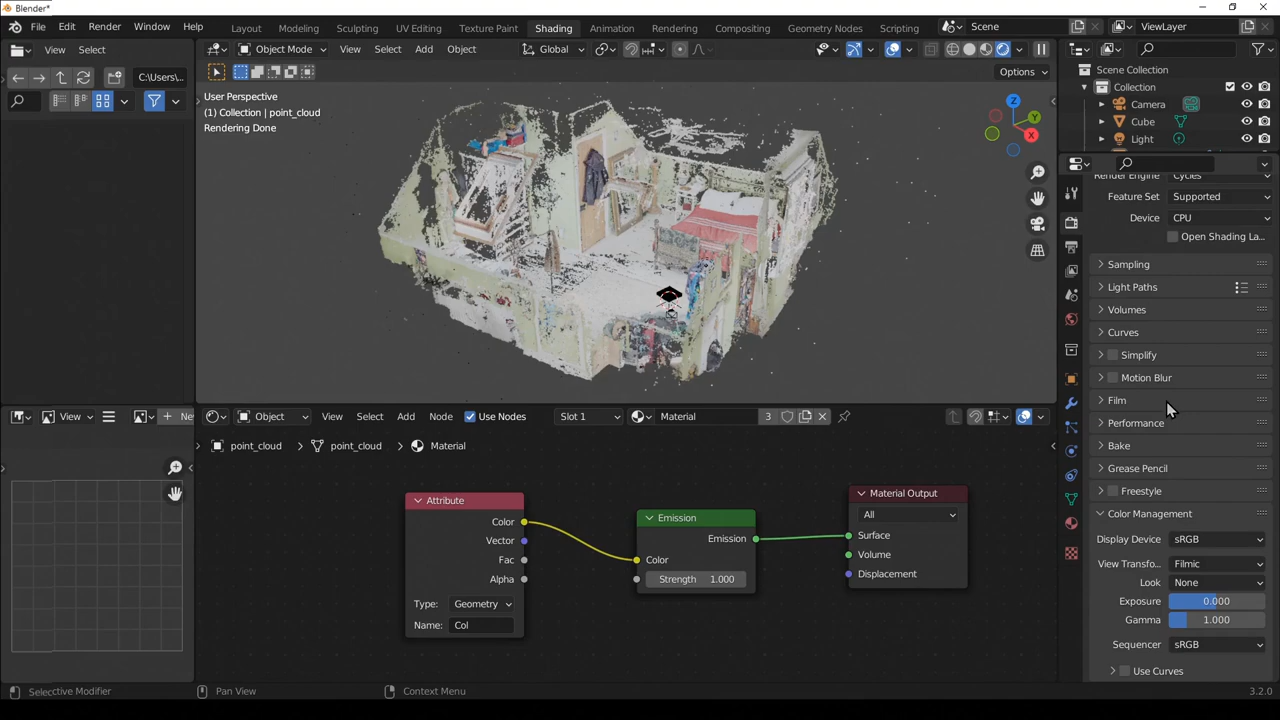 Blender*
File Edit Render Window Help
Layout Modeling Sculpting UV Editing Texture Paint Shading Animation Rendering Compositing Geometry Nodes Scripting
Scene
ViewLayer
View Select
Object Mode View Select Add Object
Global
C:\Users\..
Options
User Perspective
(1) Collection | point_cloud
Rendering Done
Z
Y
X
Scene Collection
Collection
Camera
Cube
Light
Render Engine Cycles
Feature Set Supported
Device CPU
Open Shading La...
Sampling
Light Paths
Volumes
Curves
Simplify
Motion Blur
Film
Performance
Bake
Grease Pencil
Freestyle
Color Management
Display Device sRGB
View Transfo... Filmic
Look None
Exposure 0.000
Gamma 1.000
Sequencer sRGB
Use Curves
View
Ne
Object View Select Add Node Use Nodes Slot 1 Material 3
point_cloud point_cloud Material
Attribute
Color
Vector
Fac
Alpha
Type: Geometry
Name: Col
Emission
Emission
Color
Strength 1.000
Material Output
All
Surface
Volume
Displacement
Selective Modifier Pan View Context Menu
3.2.0